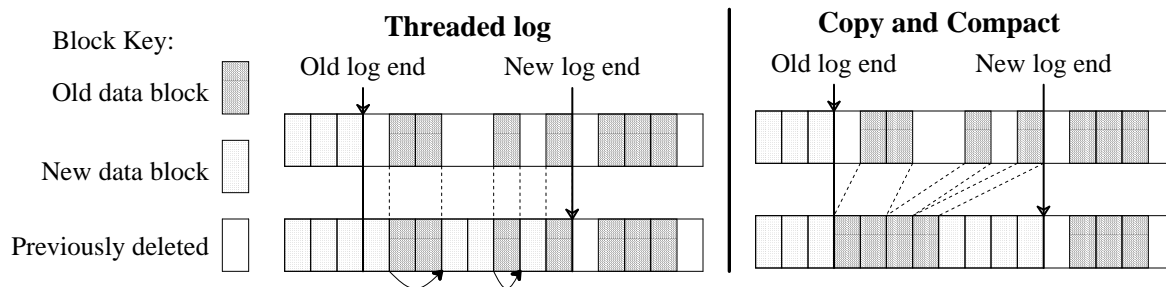 Block Key:
Old data block
New data block
Previously deleted
Threaded log
Old log end
New log end
Copy and Compact
Old log end
New log end